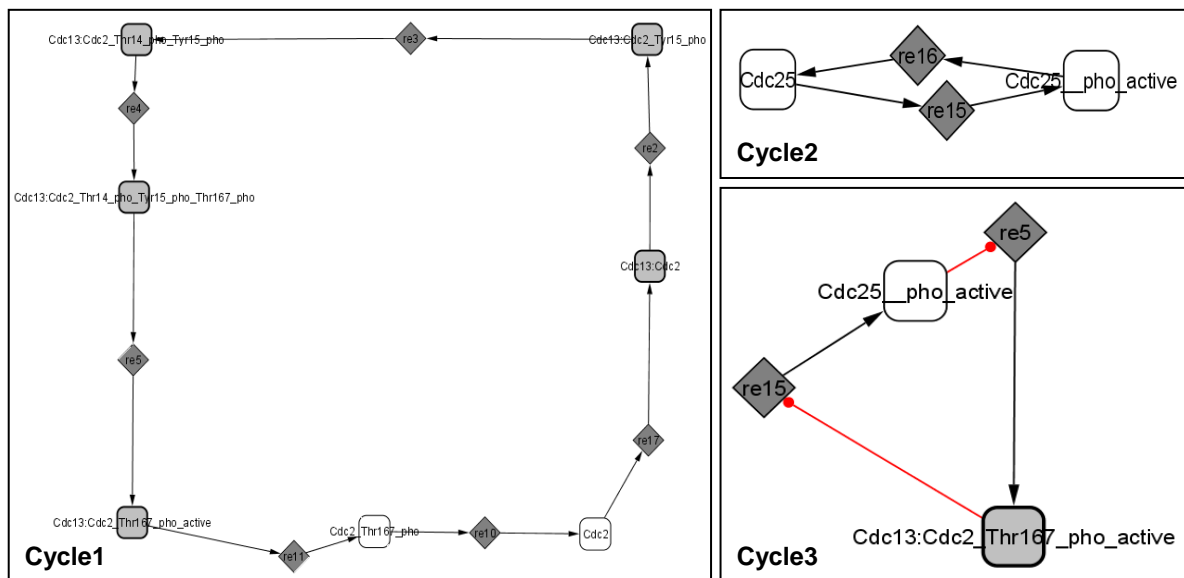 Cdc13:Cdc2_Thr14_pho_Tyr15_pho
re3
Cdc13:Cdc2_Tyr15_pho
re4
re2
Cdc13:Cdc2_Thr14_pho_Tyr15_pho_Thr167_pho
Cdc13:Cdc2
re5
re17
Cdc13:Cdc2_Thr167_pho_active
Cdc2_Thr167_pho
re10
Cdc2
re11
Cycle1
re16
Cdc25
Cdc25__pho_active
re15
Cycle2
re5
Cdc25__pho_active
re15
Cdc13:Cdc2_Thr167_pho_active
Cycle3